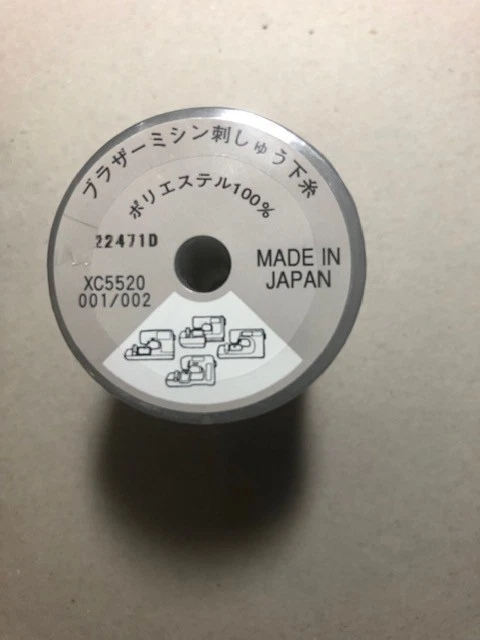 ブラザーミシン刺しゅう下糸
ポリエステル100%
22471D
XC5520
001/002
MADE IN
JAPAN